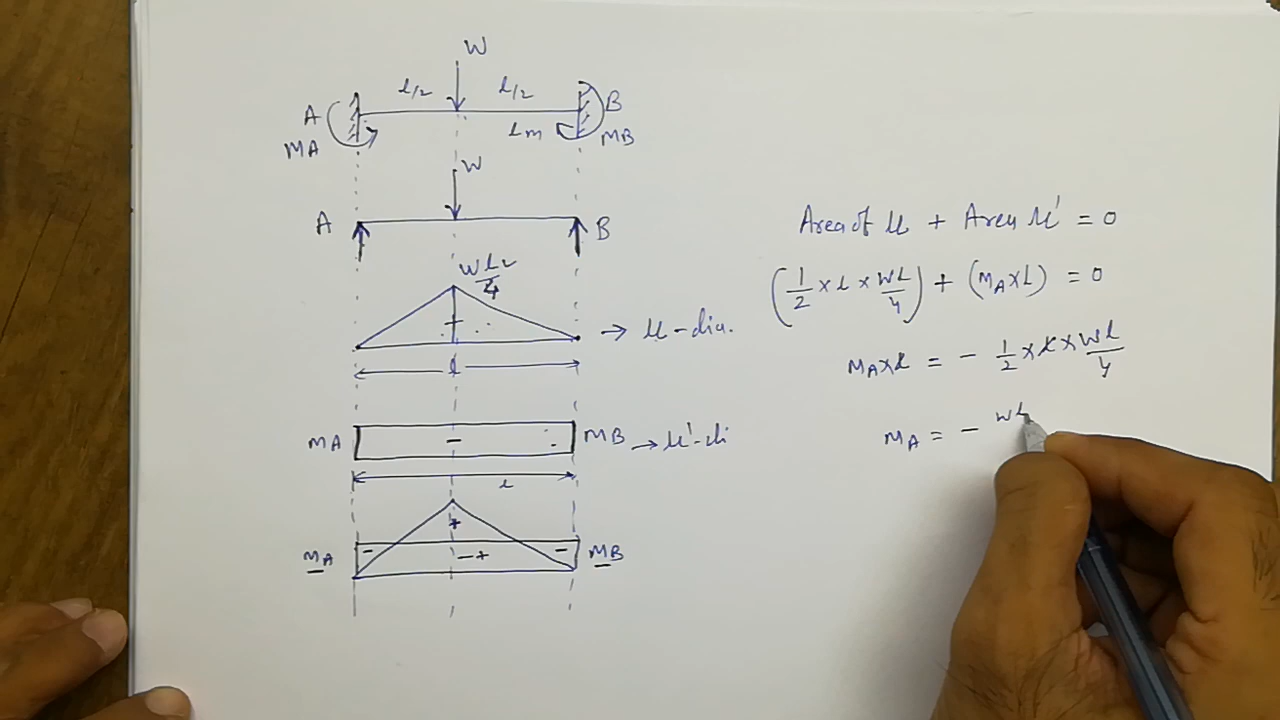 W
l/2 l/2
A B
MA lm MB
W
A B
Wl
4
+
→ μ-dia.
l
MA - MB → μ'-di
l
+
MA - -+ - MB
Area of μ + Area μ' = 0
(1/2 × l × Wl/4) + (MA×l) = 0
MA×l = - 1/2 × l × Wl/4
MA = - Wl